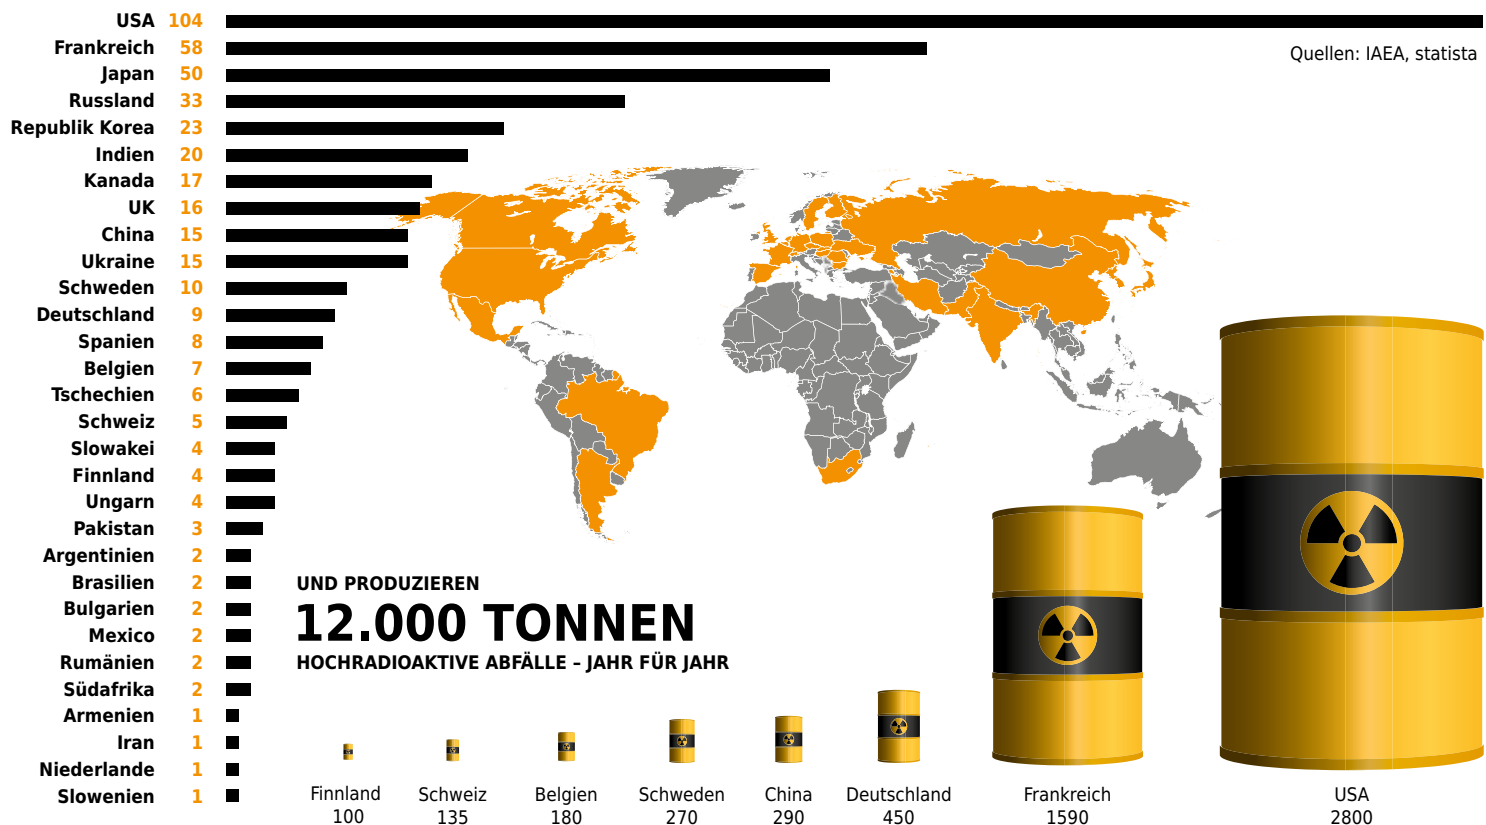 USA 104
Frankreich 58
Quellen: IAEA, statista
Japan 50
Russland 33
Republik Korea 23
Indien 20
Kanada 17
UK 16
China 15
Ukraine 15
Schweden 10
Deutschland 9
Spanien 8
Belgien 7
Tschechien 6
Schweiz 5
Slowakei 4
Finnland 4
Ungarn 4
Pakistan 3
Argentinien 2
Brasilien 2
Bulgarien 2
Mexico 2
Rumänien 2
Südafrika 2
Armenien 1
Iran 1
Niederlande 1
Slowenien 1
UND PRODUZIEREN
12.000 TONNEN
HOCHRADIOAKTIVE ABFÄLLE – JAHR FÜR JAHR
Finnland
100
Schweiz
135
Belgien
180
Schweden
270
China
290
Deutschland
450
Frankreich
1590
USA
2800